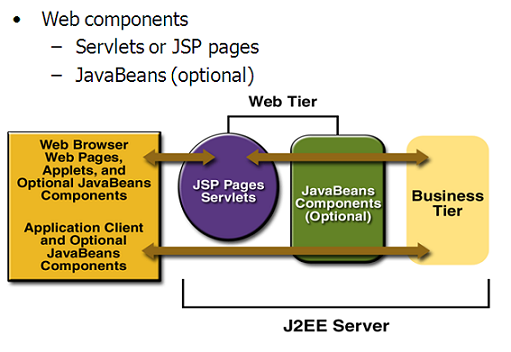 • Web components
– Servlets or JSP pages
– JavaBeans (optional)
Web Tier
Web Browser
Web Pages,
Applets, and
Optional JavaBeans
Components
Application Client
and Optional
JavaBeans
Components
JSP Pages
Servlets
JavaBeans
Components
(Optional)
Business
Tier
J2EE Server